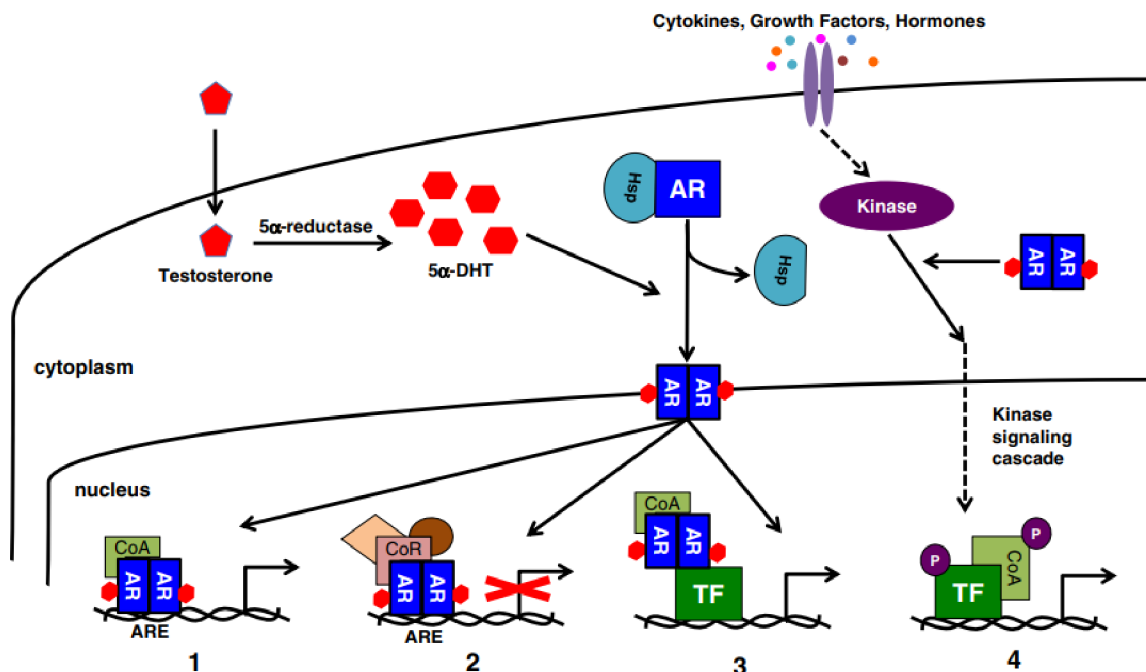 Cytokines, Growth Factors, Hormones
Hsp
AR
Kinase
5α-reductase
Testosterone
5α-DHT
Hsp
AR
AR
cytoplasm
AR
AR
Kinase
signaling
cascade
nucleus
CoA
AR
AR
ARE
CoR
AR
AR
ARE
CoA
AR
AR
TF
P
P
CoA
TF
1
2
3
4